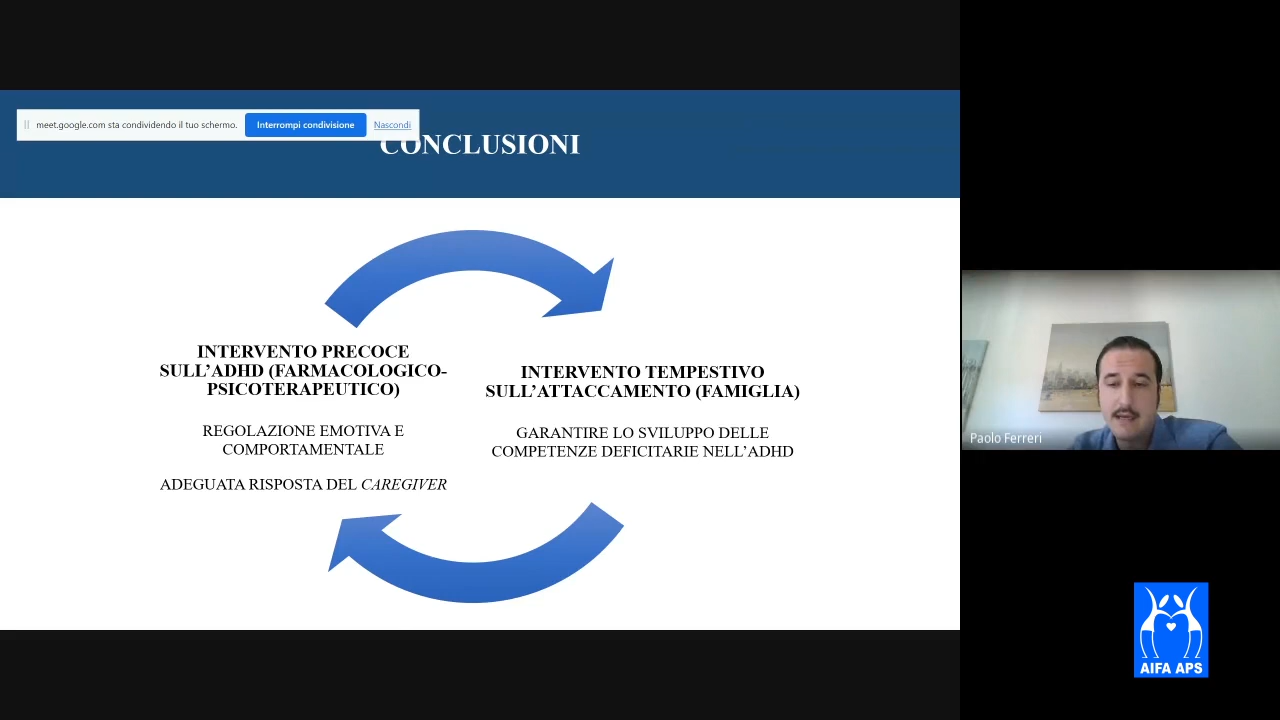 meet.google.com sta condividendo il tuo schermo.
Interrompi condivisione
Nascondi
CONCLUSIONI
INTERVENTO PRECOCE
SULL’ADHD (FARMACOLOGICO-
PSICOTERAPEUTICO)
REGOLAZIONE EMOTIVA E
COMPORTAMENTALE
ADEGUATA RISPOSTA DEL CAREGIVER
INTERVENTO TEMPESTIVO
SULL’ATTACCAMENTO (FAMIGLIA)
GARANTIRE LO SVILUPPO DELLE
COMPETENZE DEFICITARIE NELL’ADHD
Paolo Ferreri
AIFA APS